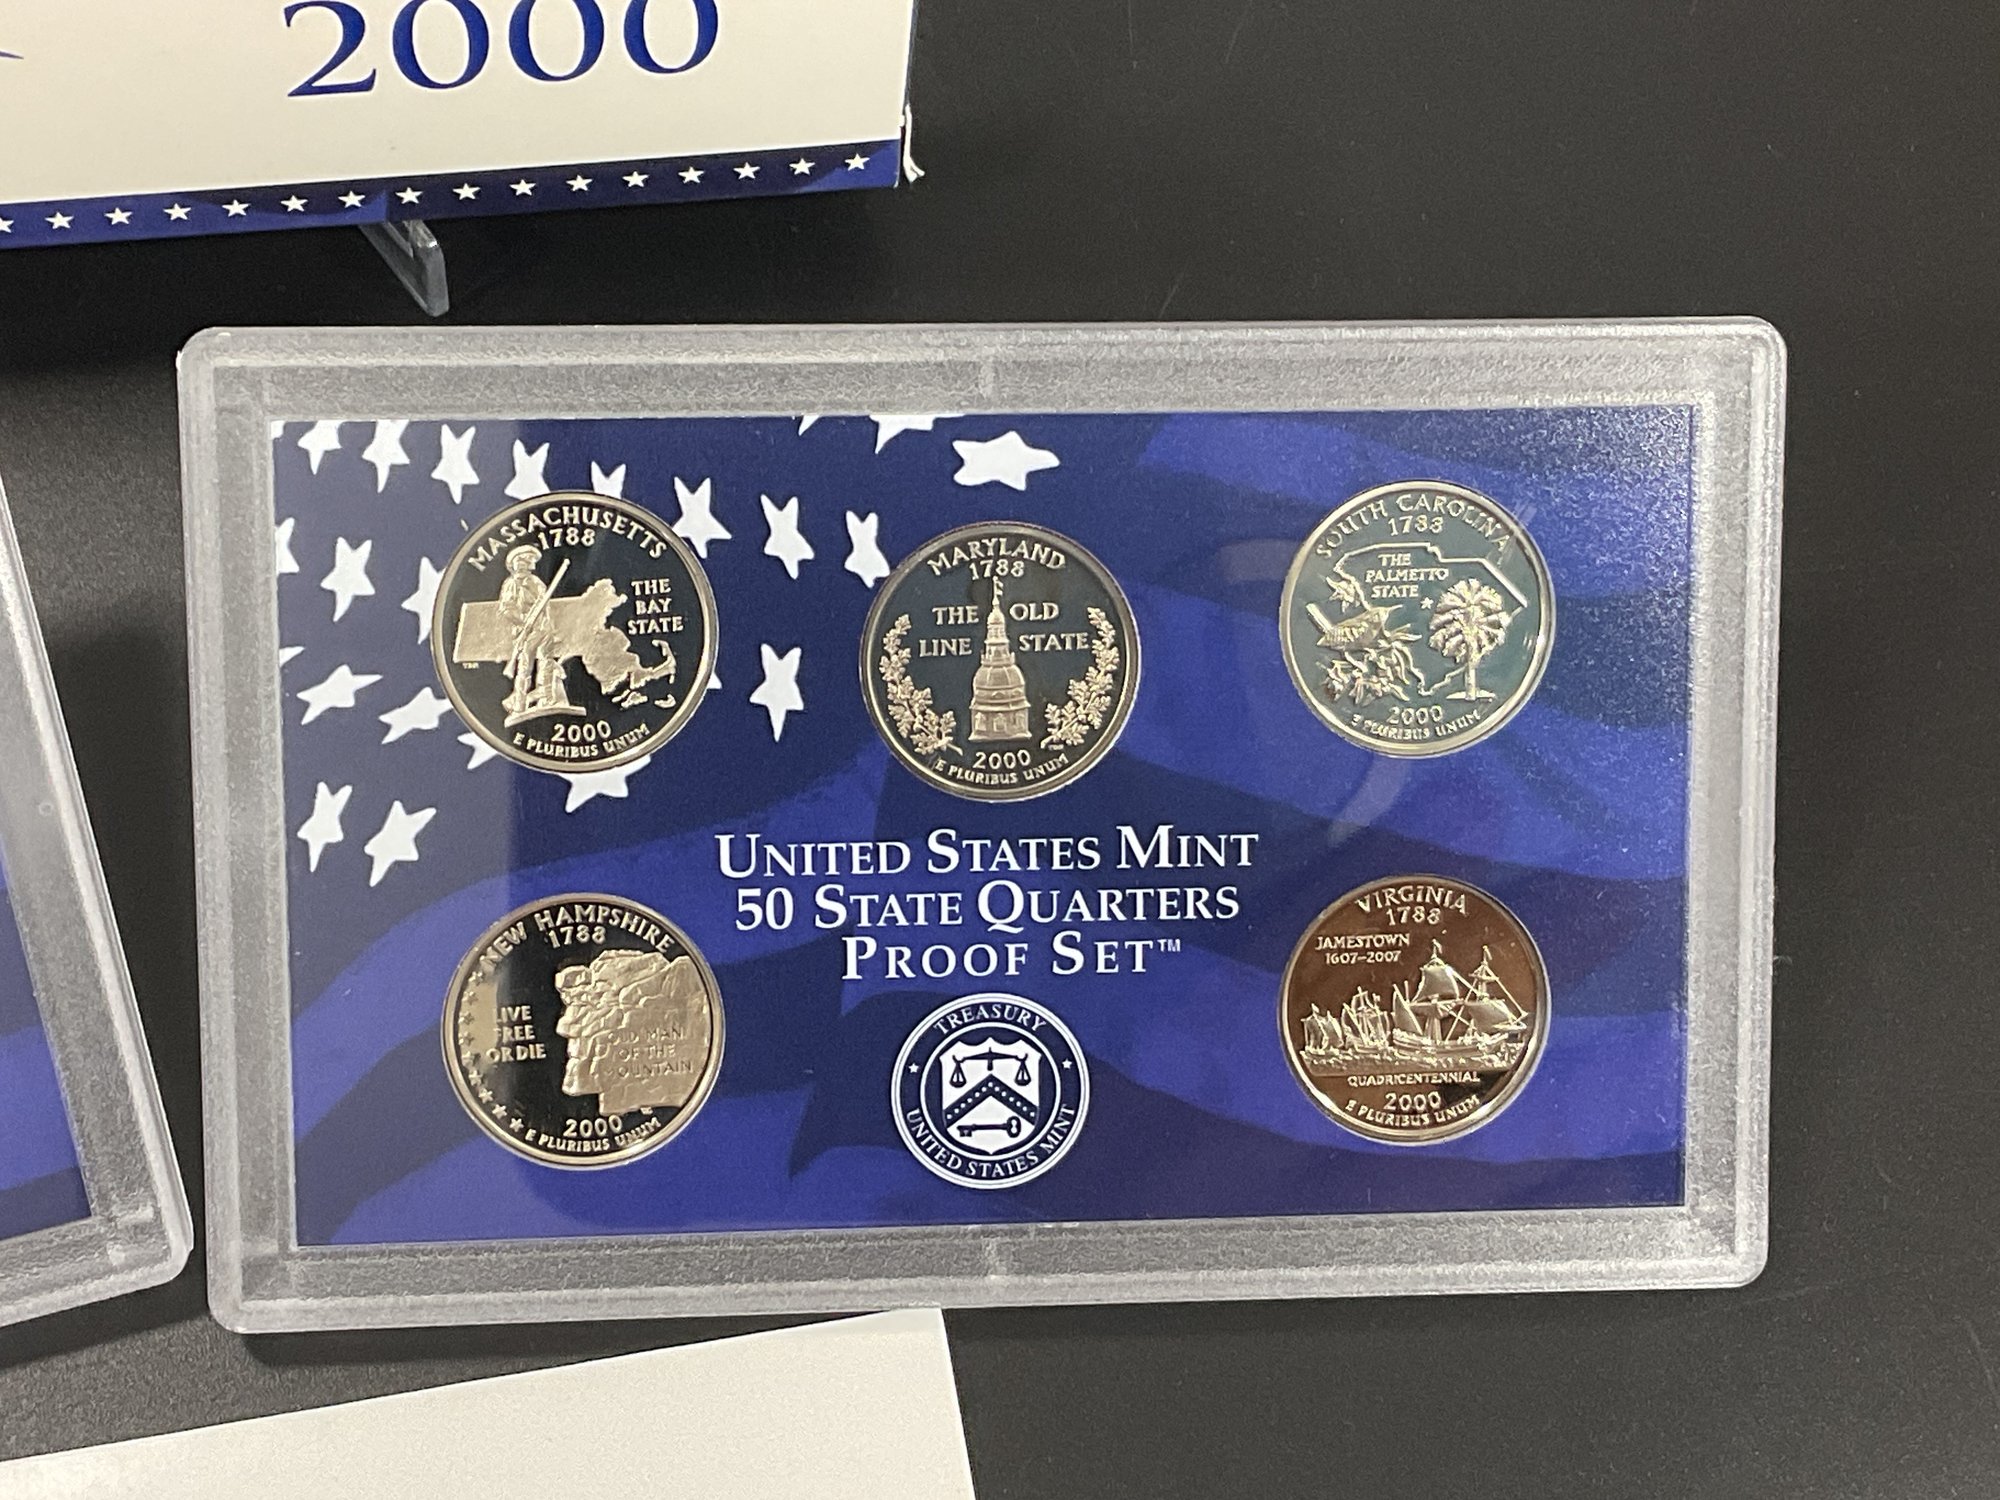 2000
MASSACHUSETTS
1788
THE
BAY
STATE
2000
E PLURIBUS UNUM
MARYLAND
1788
THE OLD
LINE STATE
2000
E PLURIBUS UNUM
SOUTH CAROLINA
1788
THE
PALMETTO
STATE
2000
E PLURIBUS UNUM
UNITED STATES MINT
50 STATE QUARTERS
PROOF SET™
NEW HAMPSHIRE
1788
LIVE
FREE
OR DIE
OLD MAN
OF THE
MOUNTAIN
2000
E PLURIBUS UNUM
TREASURY
UNITED STATES MINT
VIRGINIA
1788
JAMESTOWN
1607-2007
QUADRICENTENNIAL
2000
E PLURIBUS UNUM